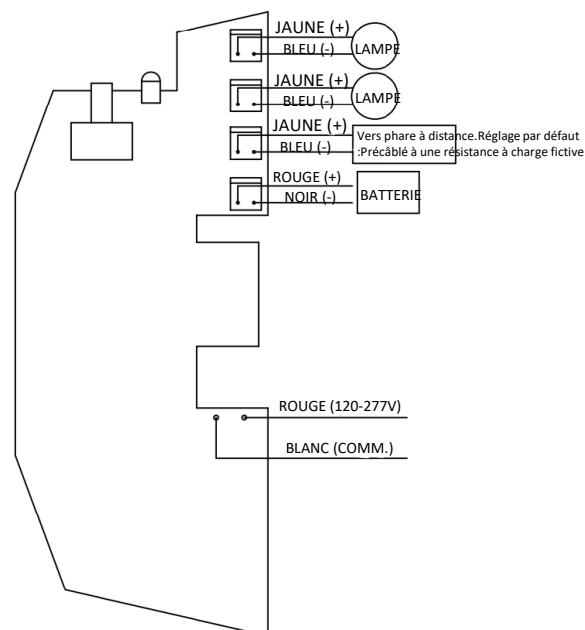 JAUNE (+)
BLEU (-)
LAMPE
JAUNE (+)
BLEU (-)
LAMPE
JAUNE (+)
BLEU (-)
Vers phare à distance.Réglage par défaut
:Précâblé à une résistance à charge fictive
ROUGE (+)
NOIR (-)
BATTERIE
ROUGE (120-277V)
BLANC (COMM.)